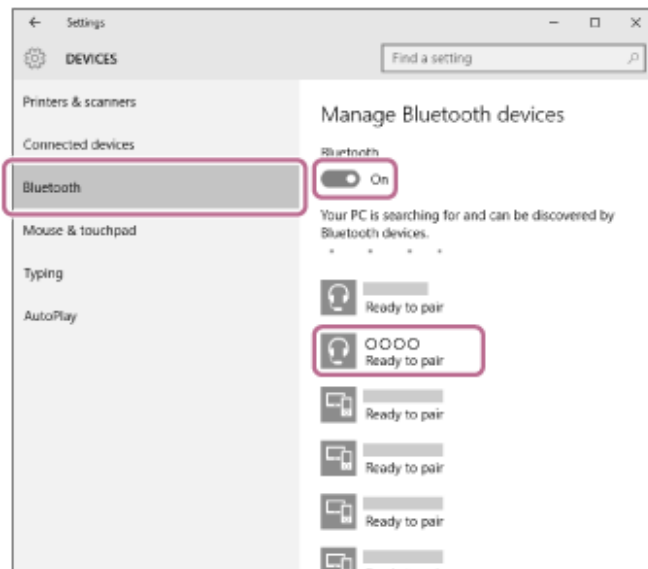 Settings
DEVICES
Find a setting
Printers & scanners
Connected devices
Bluetooth
Mouse & touchpad
Typing
AutoPlay
Manage Bluetooth devices
Bluetooth
On
Your PC is searching for and can be discovered by
Bluetooth devices.
Ready to pair
OOOO
Ready to pair
Ready to pair
Ready to pair
Ready to pair